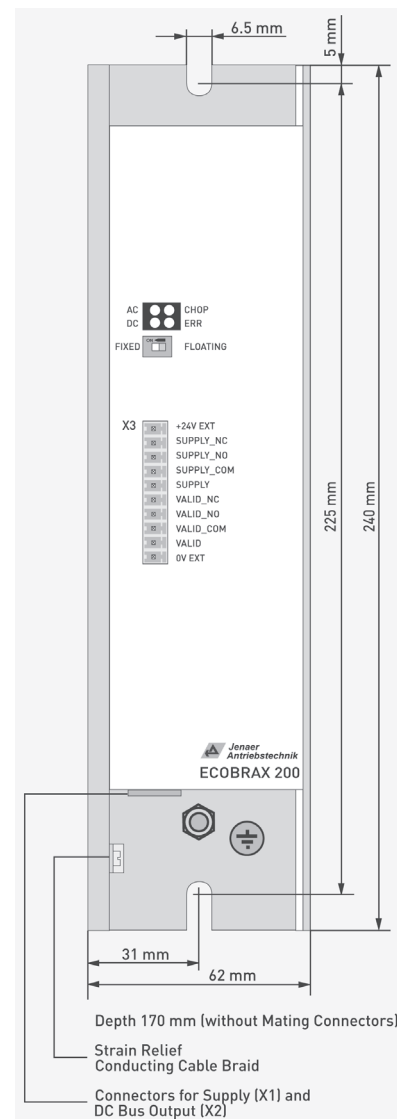 6.5 mm
5 mm
AC CHOP
DC ERR
ON
FIXED FLOATING
X3 +24V EXT
SUPPLY_NC
SUPPLY_NO
SUPPLY_COM
SUPPLY
VALID_NC
VALID_NO
VALID_COM
VALID
0V EXT
225 mm
240 mm
Jenaer
Antriebstechnik
ECOBRAX 200
31 mm
62 mm
Depth 170 mm (without Mating Connectors)
Strain Relief
Conducting Cable Braid
Connectors for Supply (X1) and
DC Bus Output (X2)